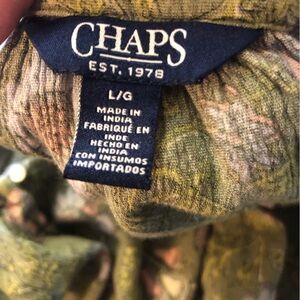 CHAPS
EST. 1978
L/G
MADE IN
INDIA
FABRIQUÉ EN
INDE
HECHO EN
INDIA
CON INSUMOS
IMPORTADOS